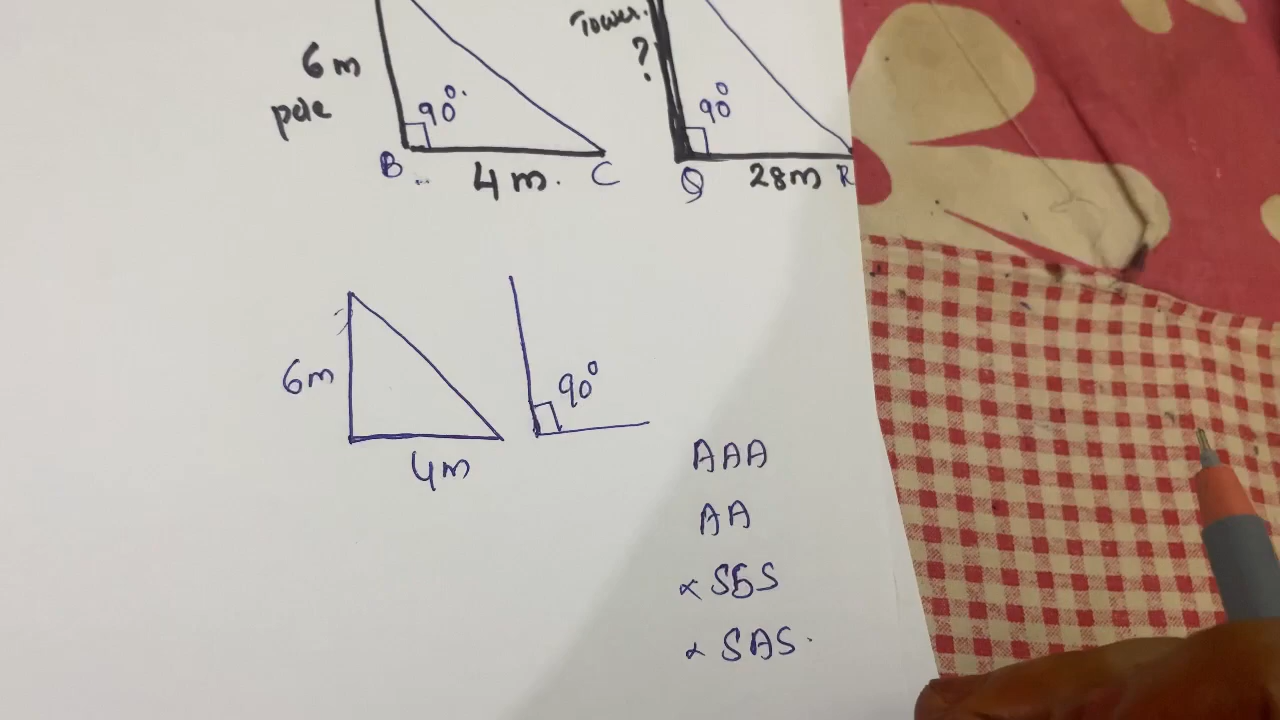 6m
pole
90°.
B
4m.
C
Tower.
?
90°
Q
28m
R
6m
4m
90°
AAA
AA
× SSS
× SAS.